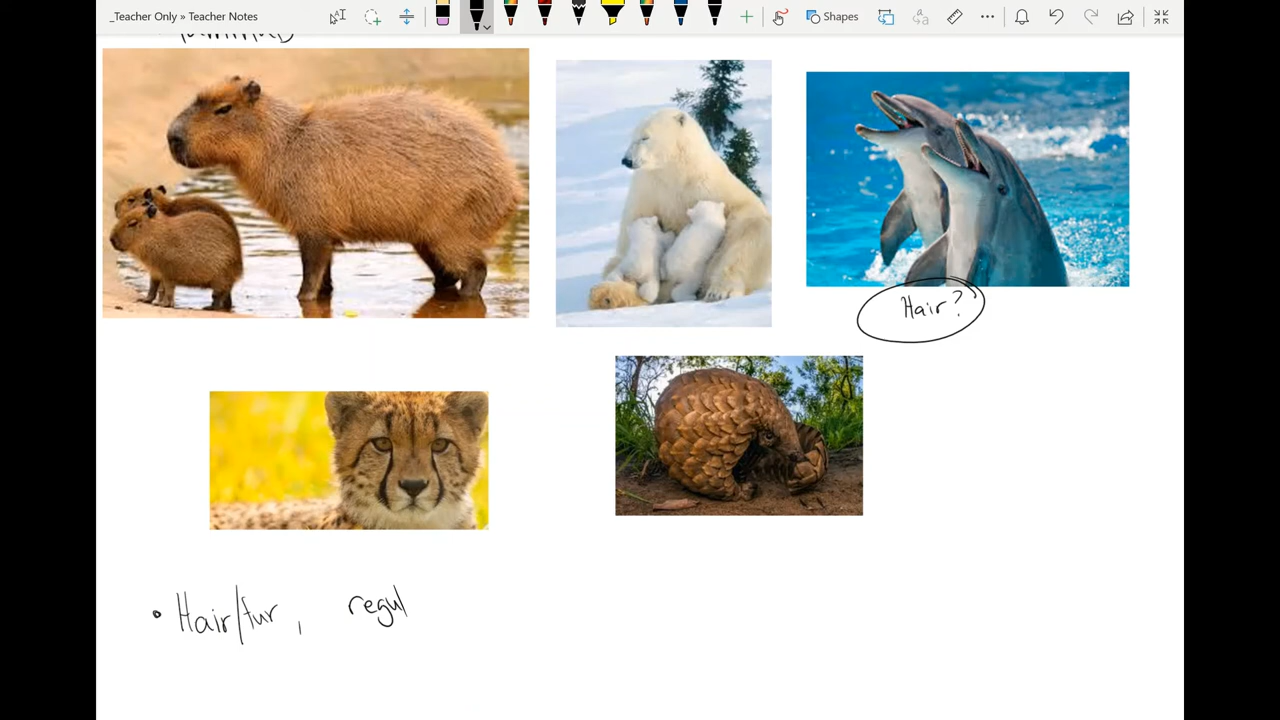 _Teacher Only » Teacher Notes
Shapes
Hair?
• Hair/fur, regul